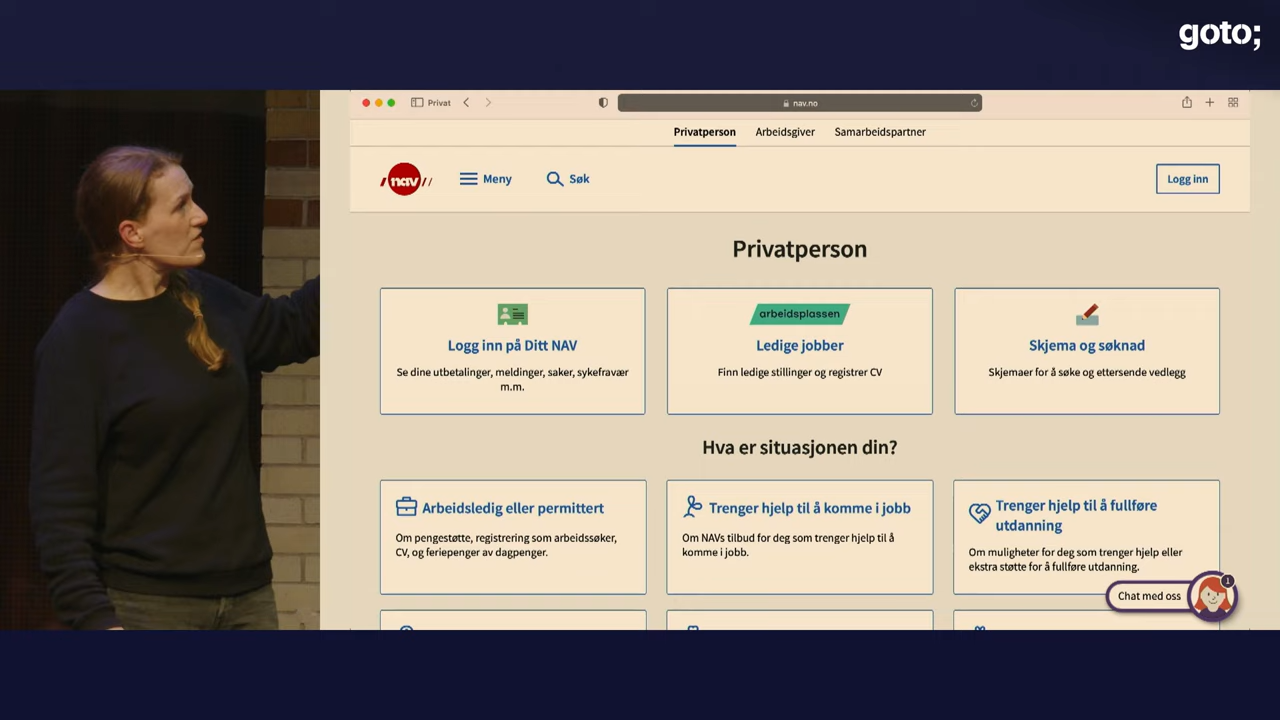 goto;
Privat
nav.no
Privatperson Arbeidsgiver Samarbeidspartner
nav
Meny
Søk
Logg inn
Privatperson
Logg inn på Ditt NAV
Se dine utbetalinger, meldinger, saker, sykefravær
m.m.
arbeidsplassen
Ledige jobber
Finn ledige stillinger og registrer CV
Skjema og søknad
Skjemaer for å søke og ettersende vedlegg
Hva er situasjonen din?
Arbeidsledig eller permittert
Om pengestøtte, registrering som arbeidssøker,
CV, og feriepenger av dagpenger.
Trenger hjelp til å komme i jobb
Om NAVs tilbud for deg som trenger hjelp til å
komme i jobb.
Trenger hjelp til å fullføre
utdanning
Om muligheter for deg som trenger hjelp eller
ekstra støtte for å fullføre utdanning.
Chat med oss
1